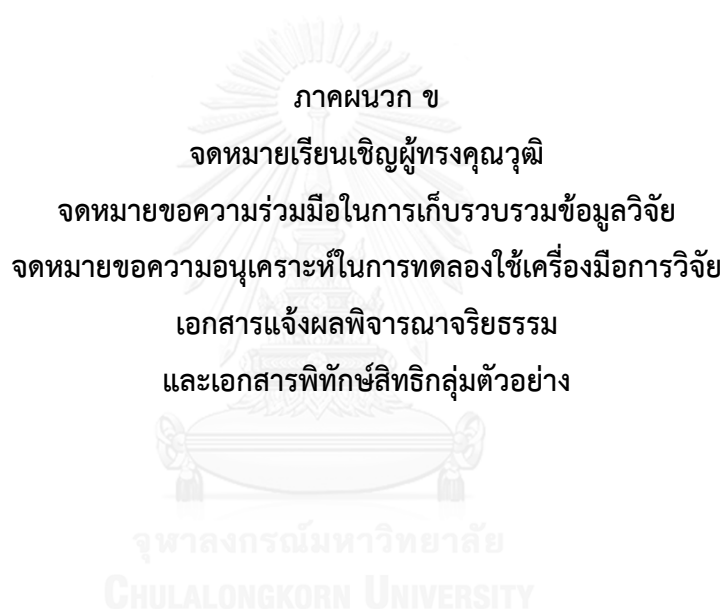 ภาคผนวก ข
จดหมายเรียนเชิญผู้ทรงคุณวุฒิ
จดหมายขอความร่วมมือในการเก็บรวบรวมข้อมูลวิจัย
จดหมายขอความอนุเคราะห์ในการทดลองใช้เครื่องมือการวิจัย
เอกสารแจ้งผลพิจารณาจริยธรรม
และเอกสารพิทักษ์สิทธิกลุ่มตัวอย่าง
จุฬาลงกรณ์มหาวิทยาลัย
CHULALONGKORN UNIVERSITY